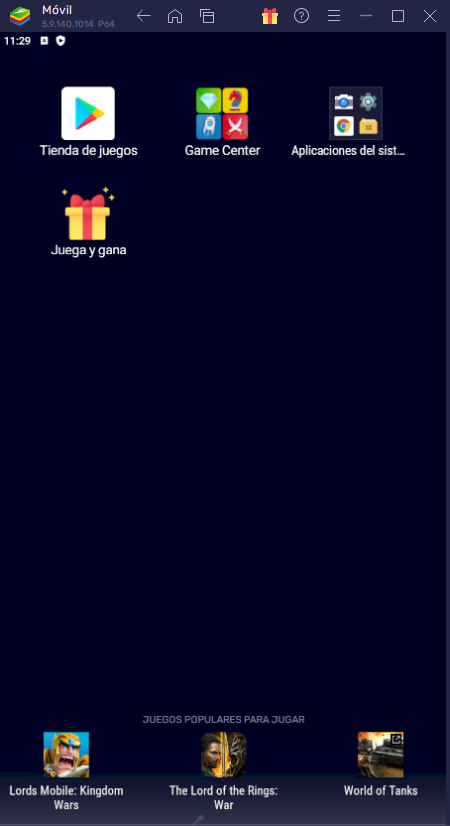 Móvil
5.9.140.1014 P64
11:29
Tienda de juegos
Game Center
Aplicaciones del sist...
Juega y gana
JUEGOS POPULARES PARA JUGAR
Lords Mobile: Kingdom
Wars
The Lord of the Rings:
War
World of Tanks